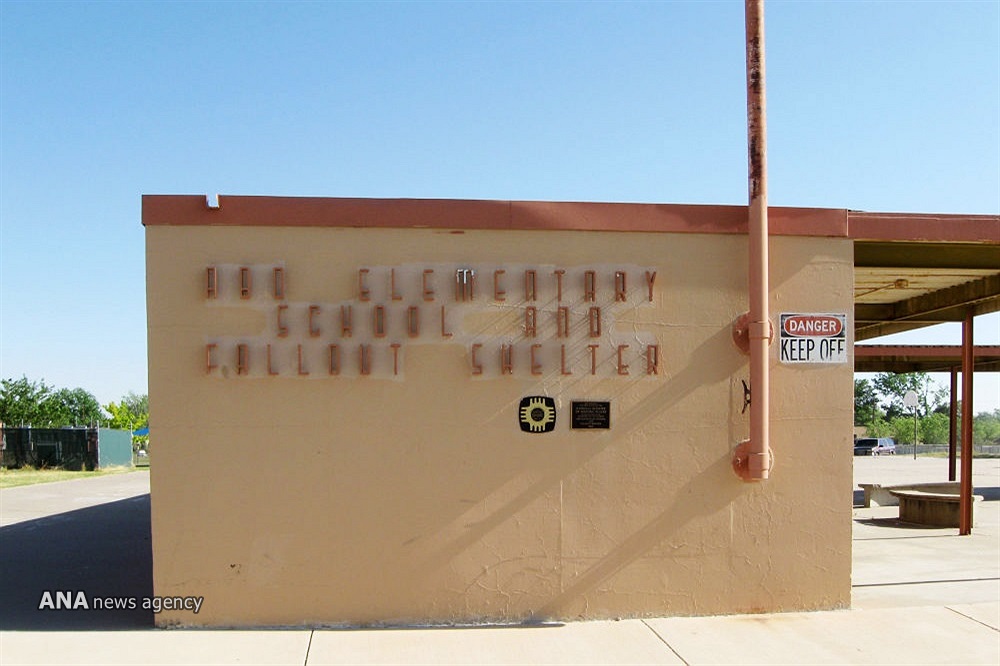 ABO ELEMENTARY
SCHOOL AND
FALLOUT SHELTER
DANGER
KEEP OFF
ANA news agency